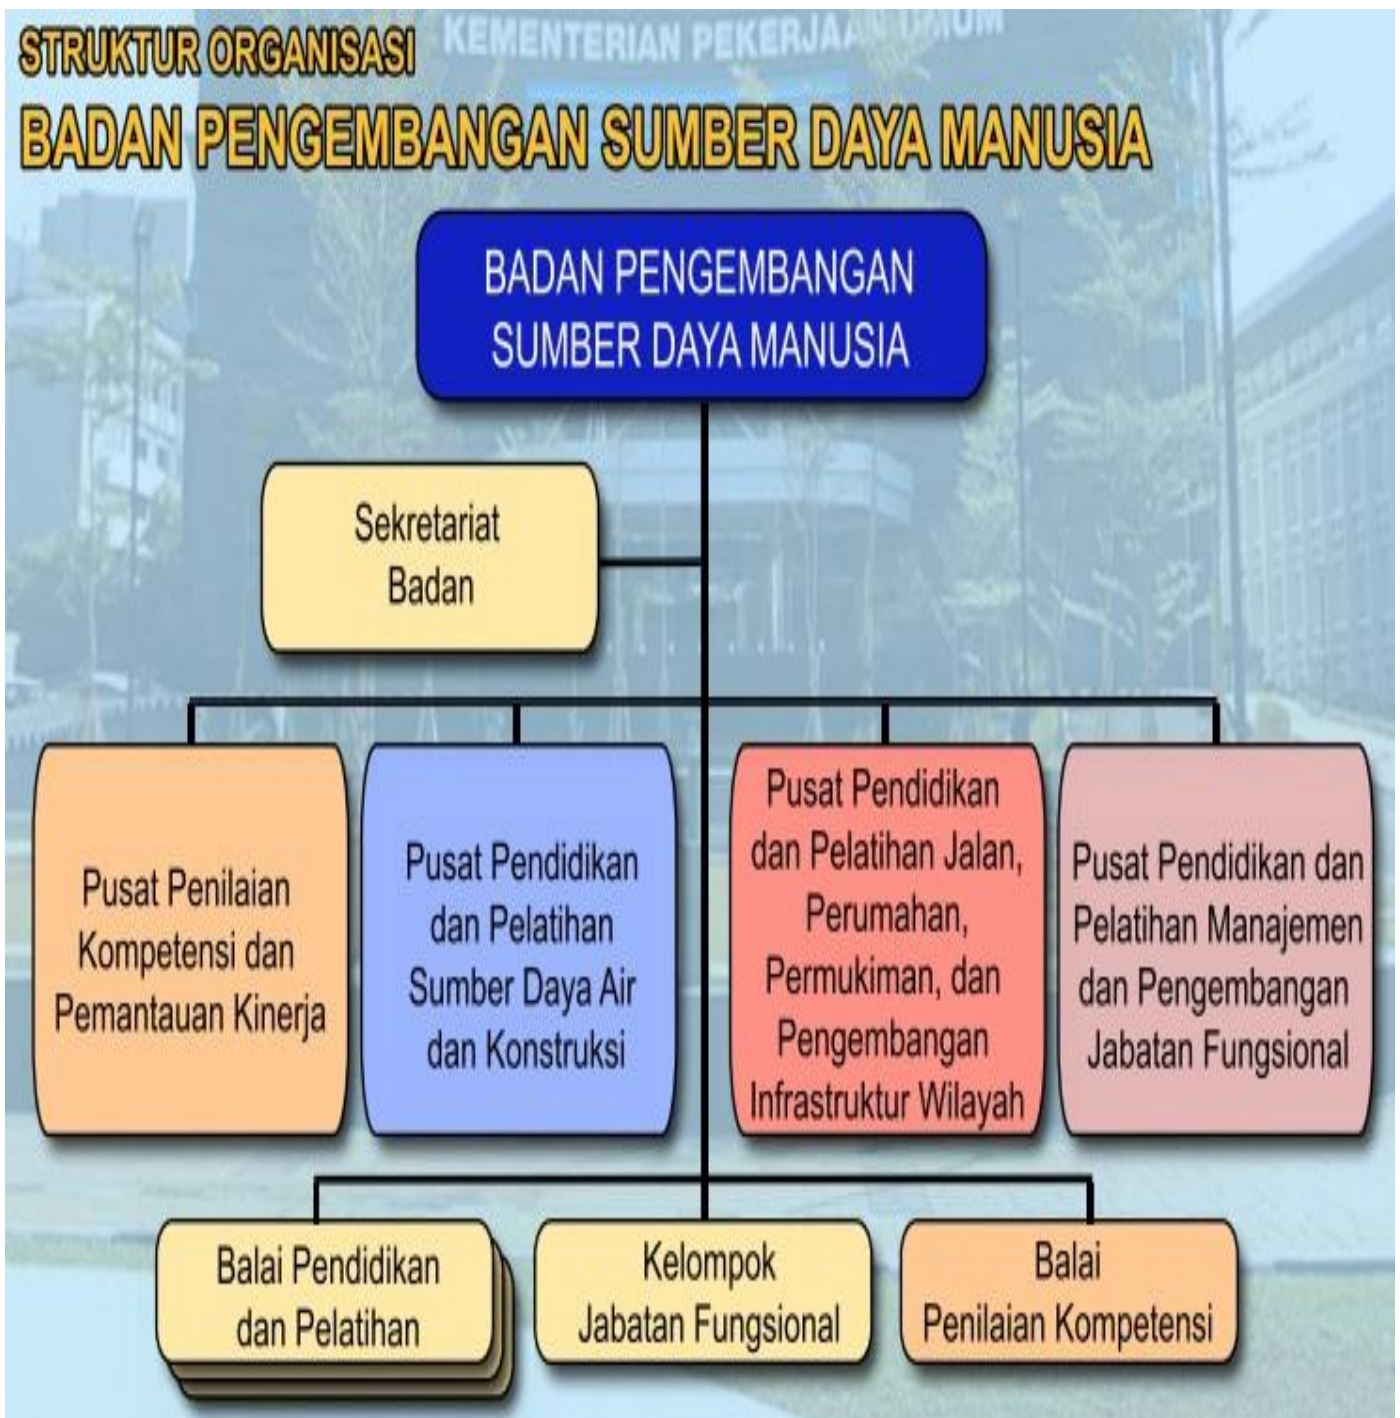 KEMENTERIAN PEKERJAAN UMUM
STRUKTUR ORGANISASI
BADAN PENGEMBANGAN SUMBER DAYA MANUSIA
BADAN PENGEMBANGAN
SUMBER DAYA MANUSIA
Sekretariat
Badan
Pusat Penilaian
Kompetensi dan
Pemantauan Kinerja
Pusat Pendidikan
dan Pelatihan
Sumber Daya Air
dan Konstruksi
Pusat Pendidikan
dan Pelatihan Jalan,
Perumahan,
Permukiman, dan
Pengembangan
Infrastruktur Wilayah
Pusat Pendidikan dan
Pelatihan Manajemen
dan Pengembangan
Jabatan Fungsional
Balai Pendidikan
dan Pelatihan
Kelompok
Jabatan Fungsional
Balai
Penilaian Kompetensi